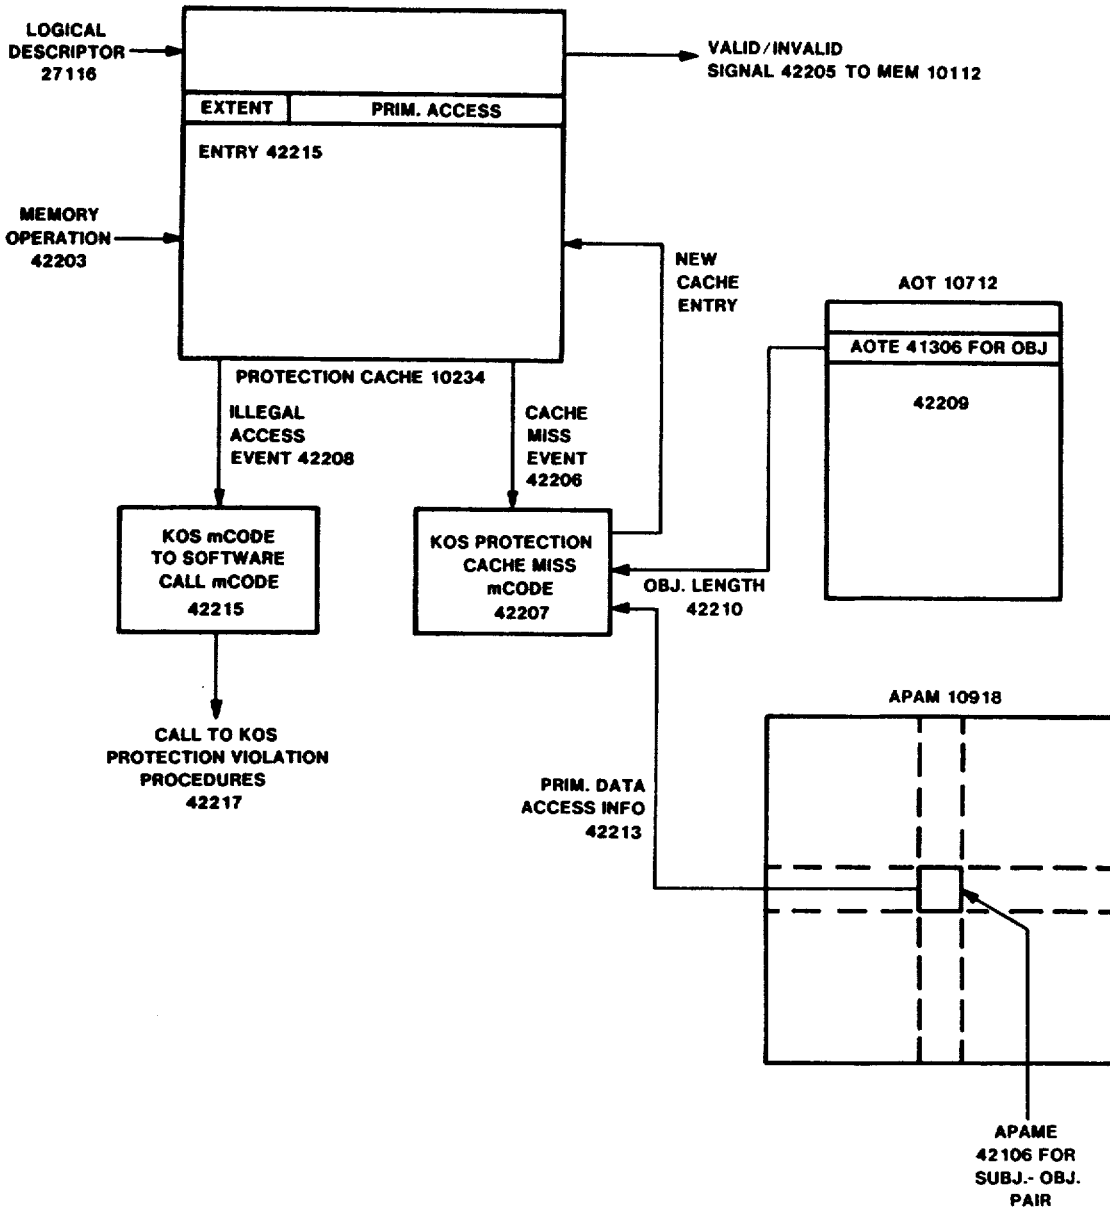 LOGICAL
DESCRIPTOR
27116
VALID/INVALID
SIGNAL 42205 TO MEM 10112
EXTENT
PRIM. ACCESS
ENTRY 42215
MEMORY
OPERATION
42203
NEW
CACHE
ENTRY
AOT 10712
AOTE 41306 FOR OBJ
42209
PROTECTION CACHE 10234
ILLEGAL
ACCESS
EVENT 42208
CACHE
MISS
EVENT
42206
KOS mCODE
TO SOFTWARE
CALL mCODE
42215
KOS PROTECTION
CACHE MISS
mCODE
42207
OBJ. LENGTH
42210
CALL TO KOS
PROTECTION VIOLATION
PROCEDURES
42217
APAM 10918
PRIM. DATA
ACCESS INFO
42213
APAME
42106 FOR
SUBJ.- OBJ.
PAIR